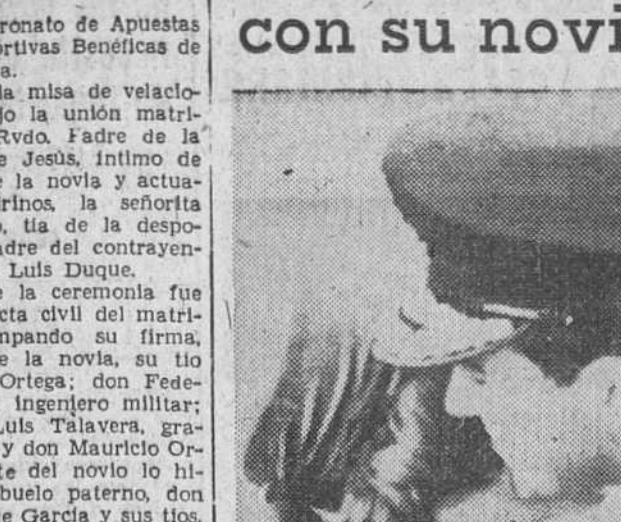 ronato de Apuestas
ortivas Benéficas de
a.
la misa de velacio-
jo la unión matri-
Rvdo. Padre de la
e Jesùs, íntimo de
e la novia y actua-
rinos, la señorita
o, tía de la despo-
adre del contrayen-
Luis Duque.
e la ceremonia fue
cta civil del matri-
mpando su firma,
e la novia, su tío
Ortega; don Fede-
ingeniero militar;
Luis Talavera, gra-
y don Mauricio Or-
te del novio lo hi-
buelo paterno, don
e García y sus tíos,
con su novi